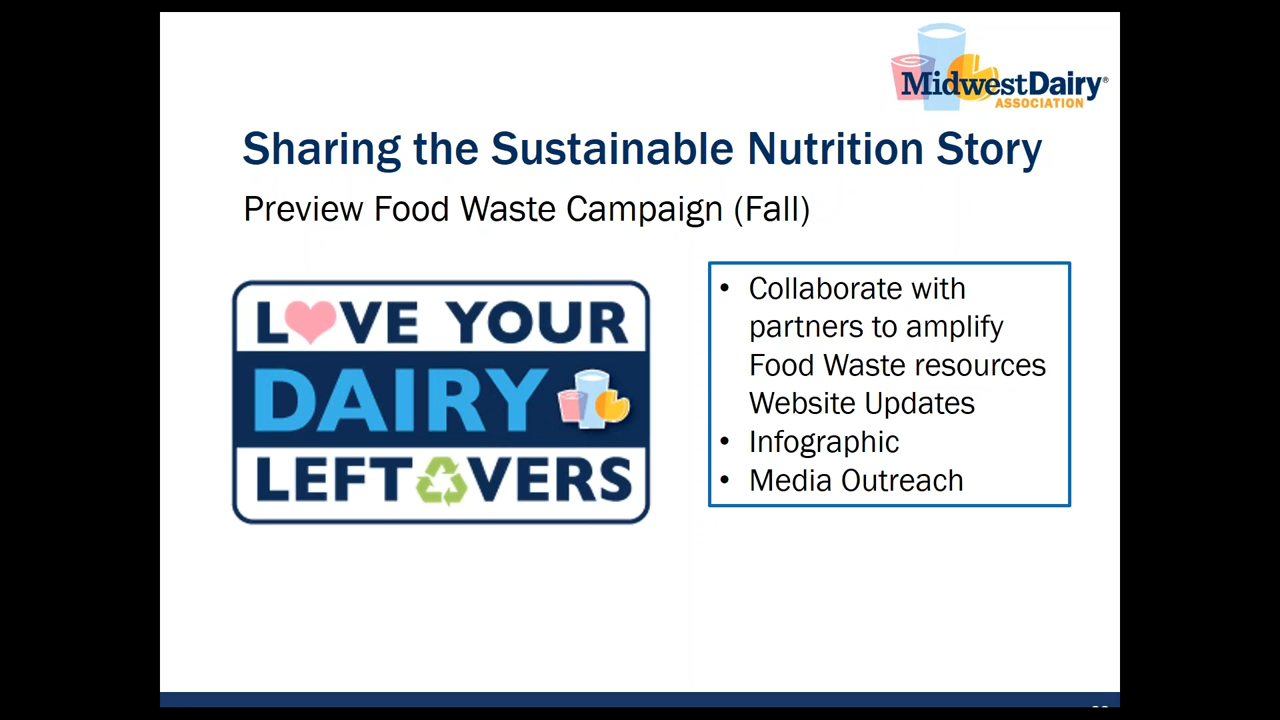 MidwestDairy®
ASSOCIATION
Sharing the Sustainable Nutrition Story
Preview Food Waste Campaign (Fall)
LOVE YOUR
DAIRY
LEFTOVERS
• Collaborate with
partners to amplify
Food Waste resources
Website Updates
• Infographic
• Media Outreach